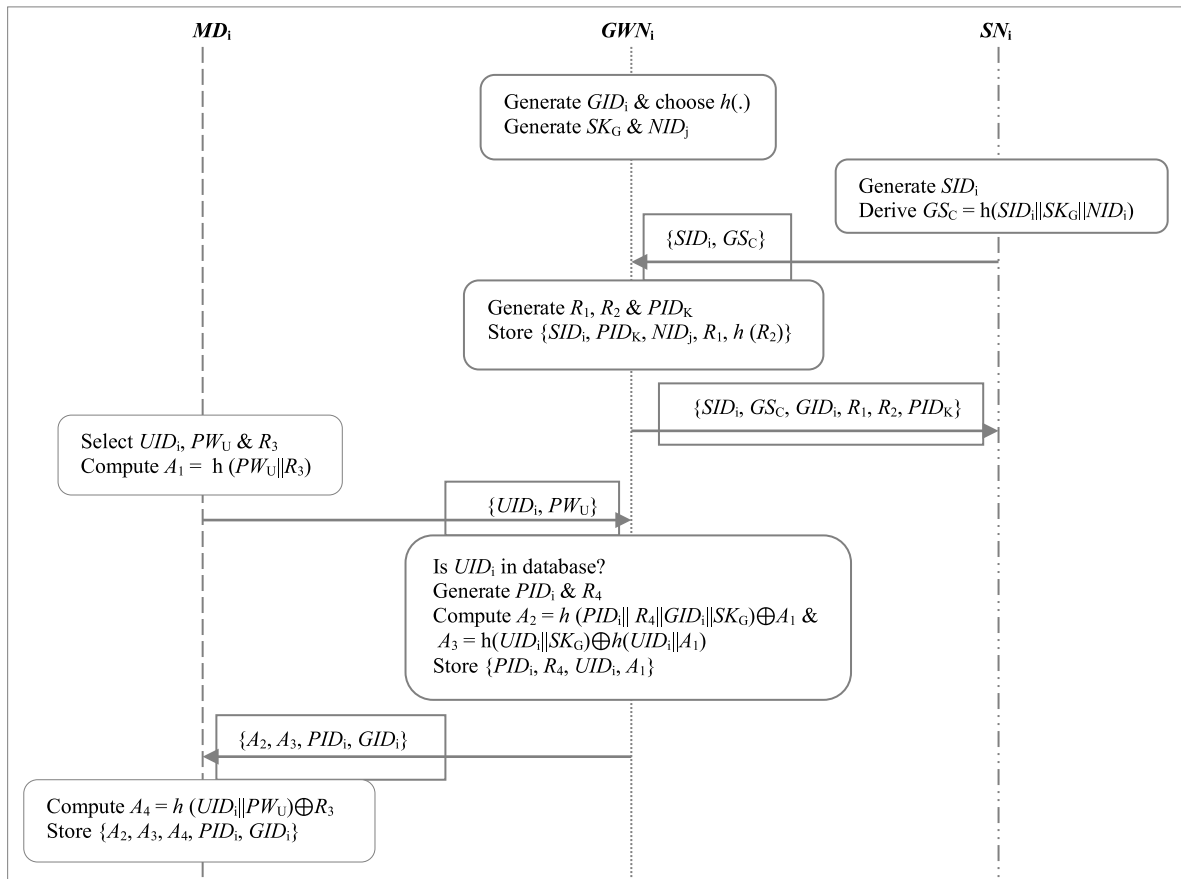 MDi GWNi SNi
Generate GIDi & choose h(.)
Generate SKG & NIDj
Generate SIDi
Derive GSC = h(SIDi||SKG||NIDi)
{SIDi, GSC}
Generate R1, R2 & PIDK
Store {SIDi, PIDK, NIDj, R1, h (R2)}
{SIDi, GSC, GIDi, R1, R2, PIDK}
Select UIDi, PWU & R3
Compute A1 = h (PWU||R3)
{UIDi, PWU}
Is UIDi in database?
Generate PIDi & R4
Compute A2 = h (PIDi|| R4||GIDi||SKG)⊕A1 &
A3 = h(UIDi||SKG)⊕h(UIDi||A1)
Store {PIDi, R4, UIDi, A1}
{A2, A3, PIDi, GIDi}
Compute A4 = h (UIDi||PWU)⊕R3
Store {A2, A3, A4, PIDi, GIDi}